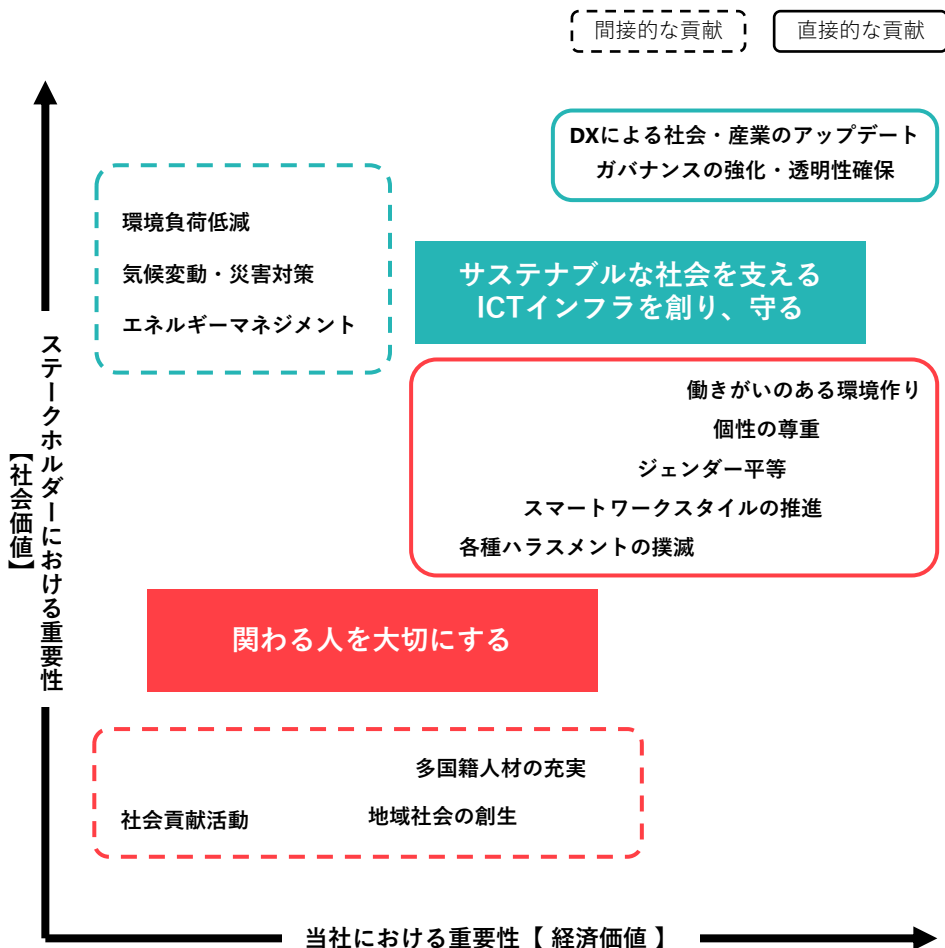 間接的な貢献
直接的な貢献
DXによる社会・産業のアップデート
ガバナンスの強化・透明性確保
環境負荷低減
気候変動・災害対策
エネルギーマネジメント
サステナブルな社会を支える
ICTインフラを創り、守る
働きがいのある環境作り
個性の尊重
ジェンダー平等
スマートワークスタイルの推進
各種ハラスメントの撲滅
ステークホルダーにおける重要性
【社会価値】
関わる人を大切にする
多国籍人材の充実
社会貢献活動
地域社会の創生
当社における重要性【 経済価値 】